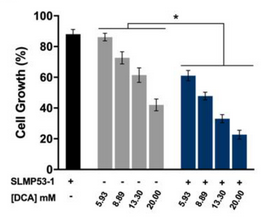 *
Cell Growth (%)
100
80
60
40
20
0
SLMP53-1 + - - - - + + + +
[DCA] mM - 5.93 8.89 13.30 20.00 5.93 8.89 13.30 20.00